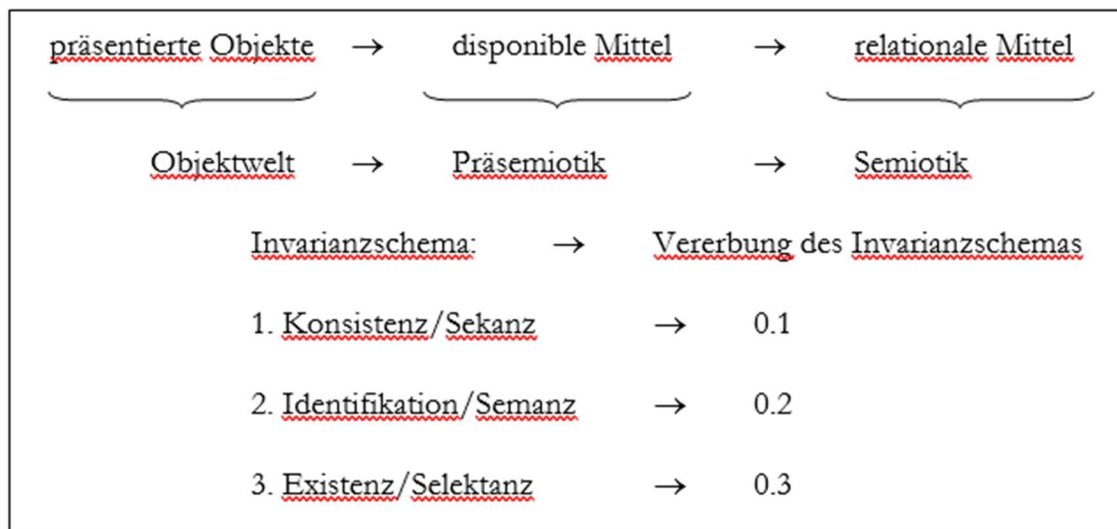 präsentierte Objekte → disponible Mittel → relationale Mittel
Objektwelt → Präsemiotik → Semiotik
Invarianzschema: → Vererbung des Invarianzschemas
1. Konsistenz/Sekanz → 0.1
2. Identifikation/Semanz → 0.2
3. Existenz/Selektanz → 0.3